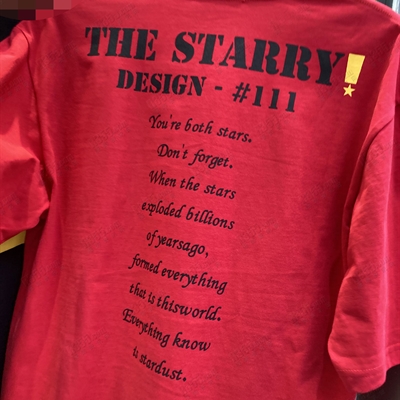 THE STARRY!
DESIGN - #111
You're both stars.
Don't forget.
When the stars
exploded billions
of yearsago,
formed everything
that is thisworld.
Everything know
is stardust.